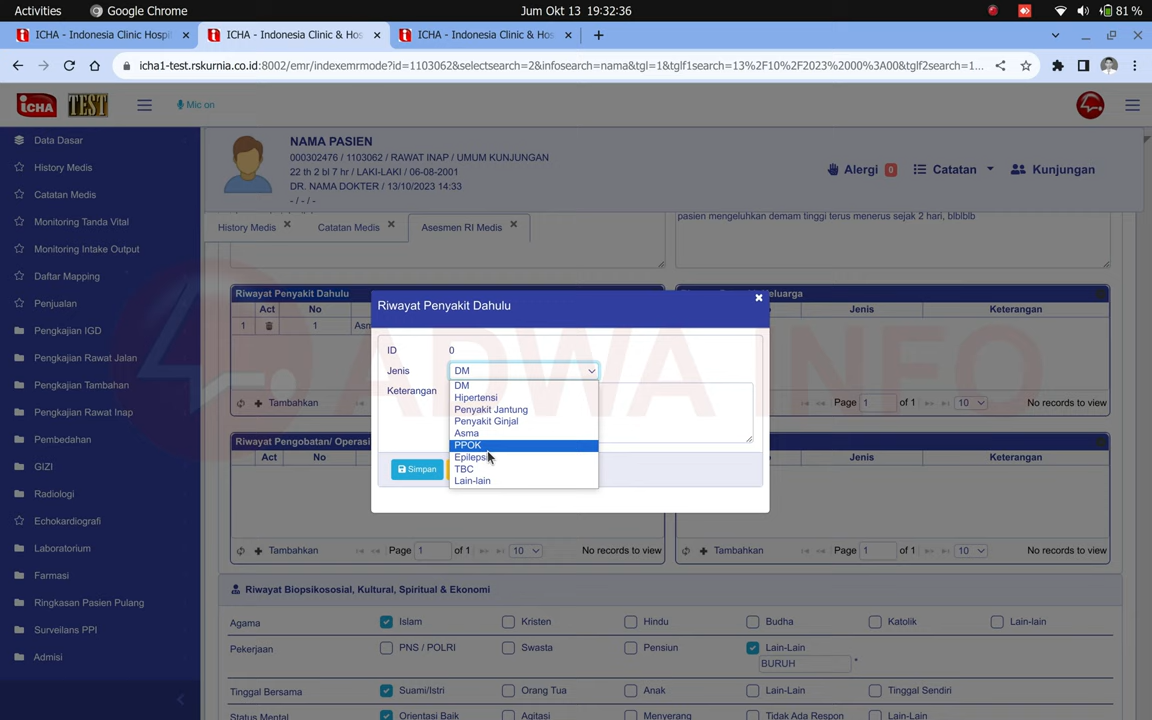 Activities Google Chrome Jum Okt 13 19:32:36 81 %
ICHA - Indonesia Clinic Hospi ICHA - Indonesia Clinic & Hos ICHA - Indonesia Clinic & Hos
icha1-test.rskurnia.co.id:8002/emr/indexemrmode?id=1103062&selectsearch=2&infosearch=nama&tgl=1&tglf1search=13%2F10%2F2023%2000%3A00&tglf2search=1...
iCHA TEST Mic on
Data Dasar
History Medis
Catatan Medis
Monitoring Tanda Vital
Monitoring Intake Output
Daftar Mapping
Penjualan
Pengkajian IGD
Pengkajian Rawat Jalan
Pengkajian Tambahan
Pengkajian Rawat Inap
Pembedahan
GIZI
Radiologi
Echokardiografi
Laboratorium
Farmasi
Ringkasan Pasien Pulang
Surveilans PPI
Admisi
NAMA PASIEN
000302476 / 1103062 / RAWAT INAP / UMUM KUNJUNGAN
22 th 2 bl 7 hr / LAKI-LAKI / 06-08-2001
DR. NAMA DOKTER / 13/10/2023 14:33
- / - / -
Alergi 0 Catatan Kunjungan
History Medis Catatan Medis Asesmen RI Medis
pasien mengeluhkan demam tinggi terus menerus sejak 2 hari, blblblb
Riwayat Penyakit Dahulu
Act No
1 1 Asm
Tambahkan
Keluarga
Jenis Keterangan
Page 1 of 1 10 No records to view
Riwayat Penyakit Dahulu
ID 0
Jenis DM
Keterangan
DM
Hipertensi
Penyakit Jantung
Penyakit Ginjal
Asma
PPOK
Epilepsi
TBC
Lain-lain
Simpan
ADWA INFO
Riwayat Pengobatan/ Operasi
Act No
Tambahkan Page 1 of 1 10 No records to view
Jenis Keterangan
Tambahkan Page 1 of 1 10 No records to view
Riwayat Biopsikososial, Kultural, Spiritual & Ekonomi
Agama Islam Kristen Hindu Budha Katolik Lain-lain
Pekerjaan PNS / POLRI Swasta Pensiun Lain-Lain
BURUH *
Tinggal Bersama Suami/Istri Orang Tua Anak Lain-Lain Tinggal Sendiri
Status Mental Orientasi Baik Agitasi Menyerang Tidak Ada Respon Lain-Lain